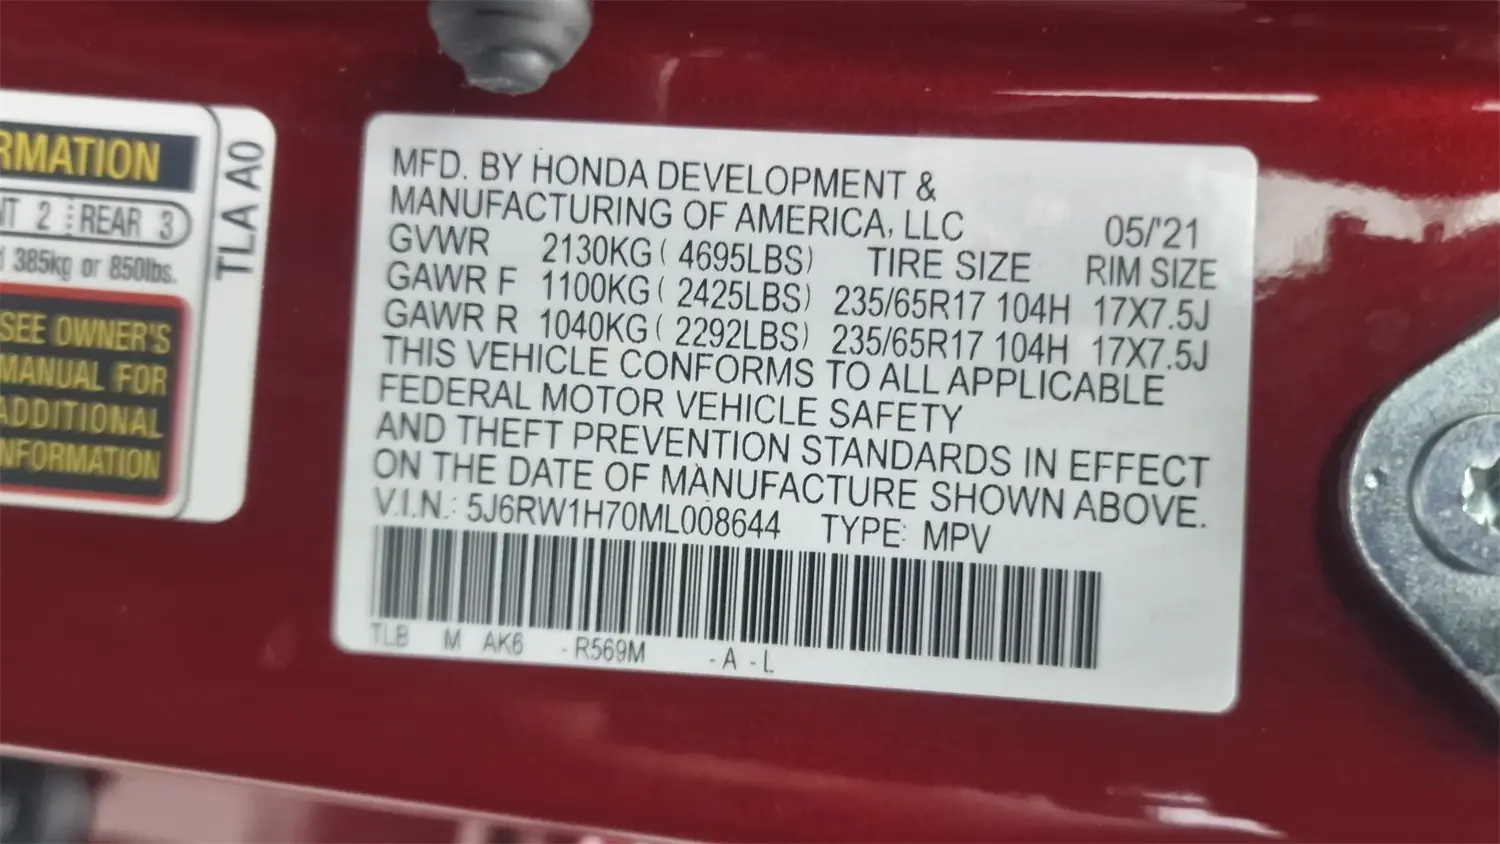 RMATION
NT 2 REAR 3
385kg or 850lbs.
SEE OWNER'S
MANUAL FOR
ADDITIONAL
NFORMATION
TLA A0
MFD. BY HONDA DEVELOPMENT &
MANUFACTURING OF AMERICA, LLC 05/'21
GVWR 2130KG ( 4695LBS) TIRE SIZE RIM SIZE
GAWR F 1100KG ( 2425LBS) 235/65R17 104H 17X7.5J
GAWR R 1040KG ( 2292LBS) 235/65R17 104H 17X7.5J
THIS VEHICLE CONFORMS TO ALL APPLICABLE
FEDERAL MOTOR VEHICLE SAFETY
AND THEFT PREVENTION STANDARDS IN EFFECT
ON THE DATE OF MANUFACTURE SHOWN ABOVE.
V.I.N.: 5J6RW1H70ML008644 TYPE: MPV
TLB M AK6 -R569M -A -L